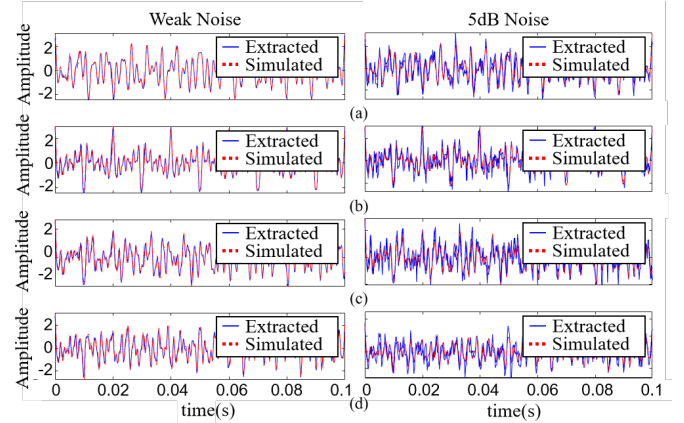 Weak Noise 5dB Noise
Amplitude 2 0 -2 Extracted Simulated Extracted Simulated
(a)
Amplitude 2 0 -2 Extracted Simulated Extracted Simulated
(b)
Amplitude 2 0 -2 Extracted Simulated Extracted Simulated
(c)
Amplitude 2 0 -2 Extracted Simulated Extracted Simulated
0 0.02 0.04 0.06 0.08 0.1 0 0.02 0.04 0.06 0.08 0.1
time(s) (d) time(s)